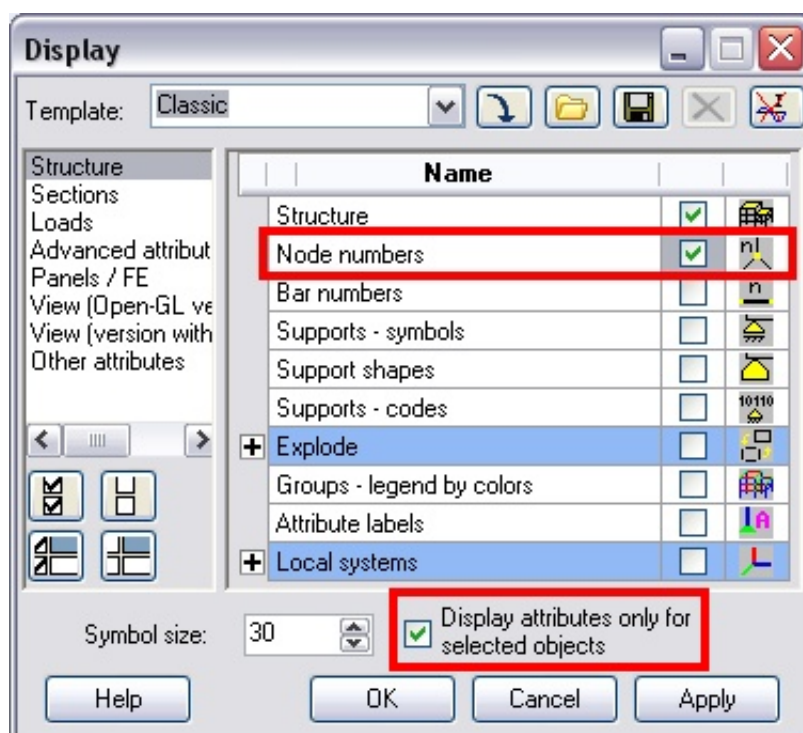 Display
Template: Classic
Structure
Sections
Loads
Advanced attribut
Panels / FE
View (Open-GL ve
View (version with
Other attributes
Name
Structure
Node numbers
Bar numbers
Supports - symbols
Support shapes
Supports - codes
Explode
Groups - legend by colors
Attribute labels
Local systems
n
n
10110
A
Symbol size: 30
Display attributes only for
selected objects
Help OK Cancel Apply